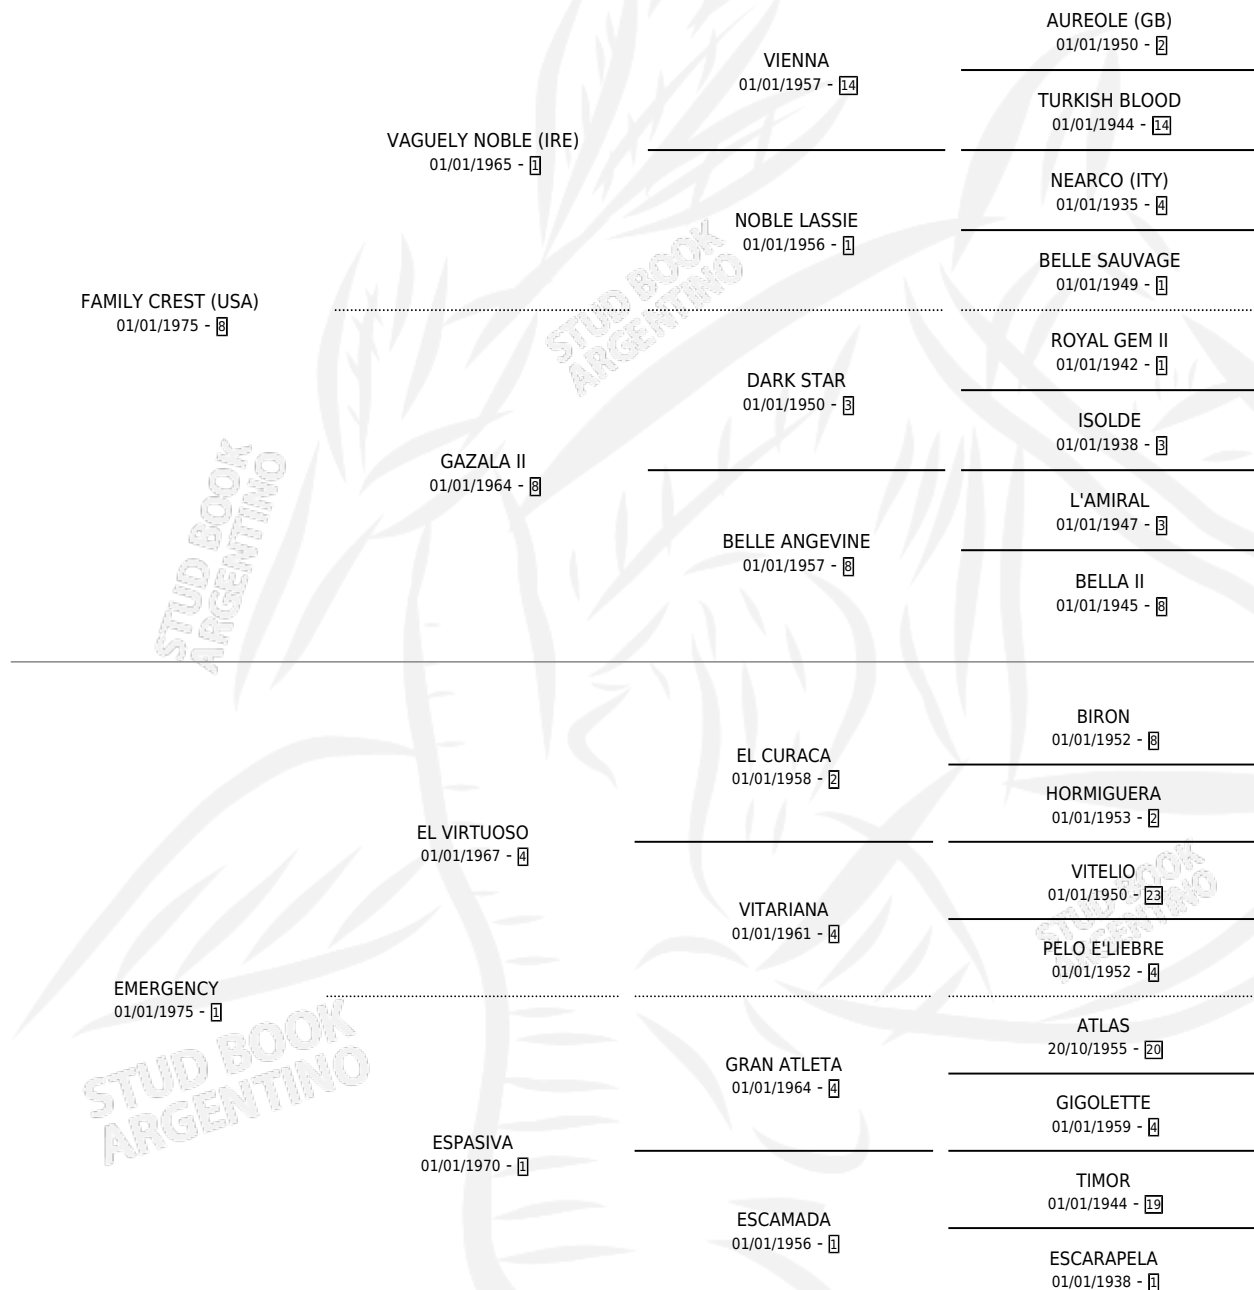 AUREOLE (GB)
01/01/1950 - 2
VIENNA
01/01/1957 - 14
TURKISH BLOOD
01/01/1944 - 14
VAGUELY NOBLE (IRE)
01/01/1965 - 1
NEARCO (ITY)
01/01/1935 - 4
NOBLE LASSIE
01/01/1956 - 1
BELLE SAUVAGE
01/01/1949 - 1
FAMILY CREST (USA)
01/01/1975 - 8
ROYAL GEM II
01/01/1942 - 1
DARK STAR
01/01/1950 - 3
ISOLDE
01/01/1938 - 3
GAZALA II
01/01/1964 - 8
L'AMIRAL
01/01/1947 - 3
BELLE ANGEVINE
01/01/1957 - 8
BELLA II
01/01/1945 - 8
BIRON
01/01/1952 - 8
EL CURACA
01/01/1958 - 2
HORMIGUERA
01/01/1953 - 2
EL VIRTUOSO
01/01/1967 - 4
VITELIO
01/01/1950 - 23
VITARIANA
01/01/1961 - 4
PELO E'LIEBRE
01/01/1952 - 4
EMERGENCY
01/01/1975 - 1
ATLAS
20/10/1955 - 20
GRAN ATLETA
01/01/1964 - 4
GIGOLETTE
01/01/1959 - 4
ESPASIVA
01/01/1970 - 1
TIMOR
01/01/1944 - 19
ESCAMADA
01/01/1956 - 1
ESCARAPELA
01/01/1938 - 1
STUD BOOK
ARGENTINO
STUD BOOK
ARGENTINO
STUD BOOK
ARGENTINO
STUD BOOK
ARGENTINO